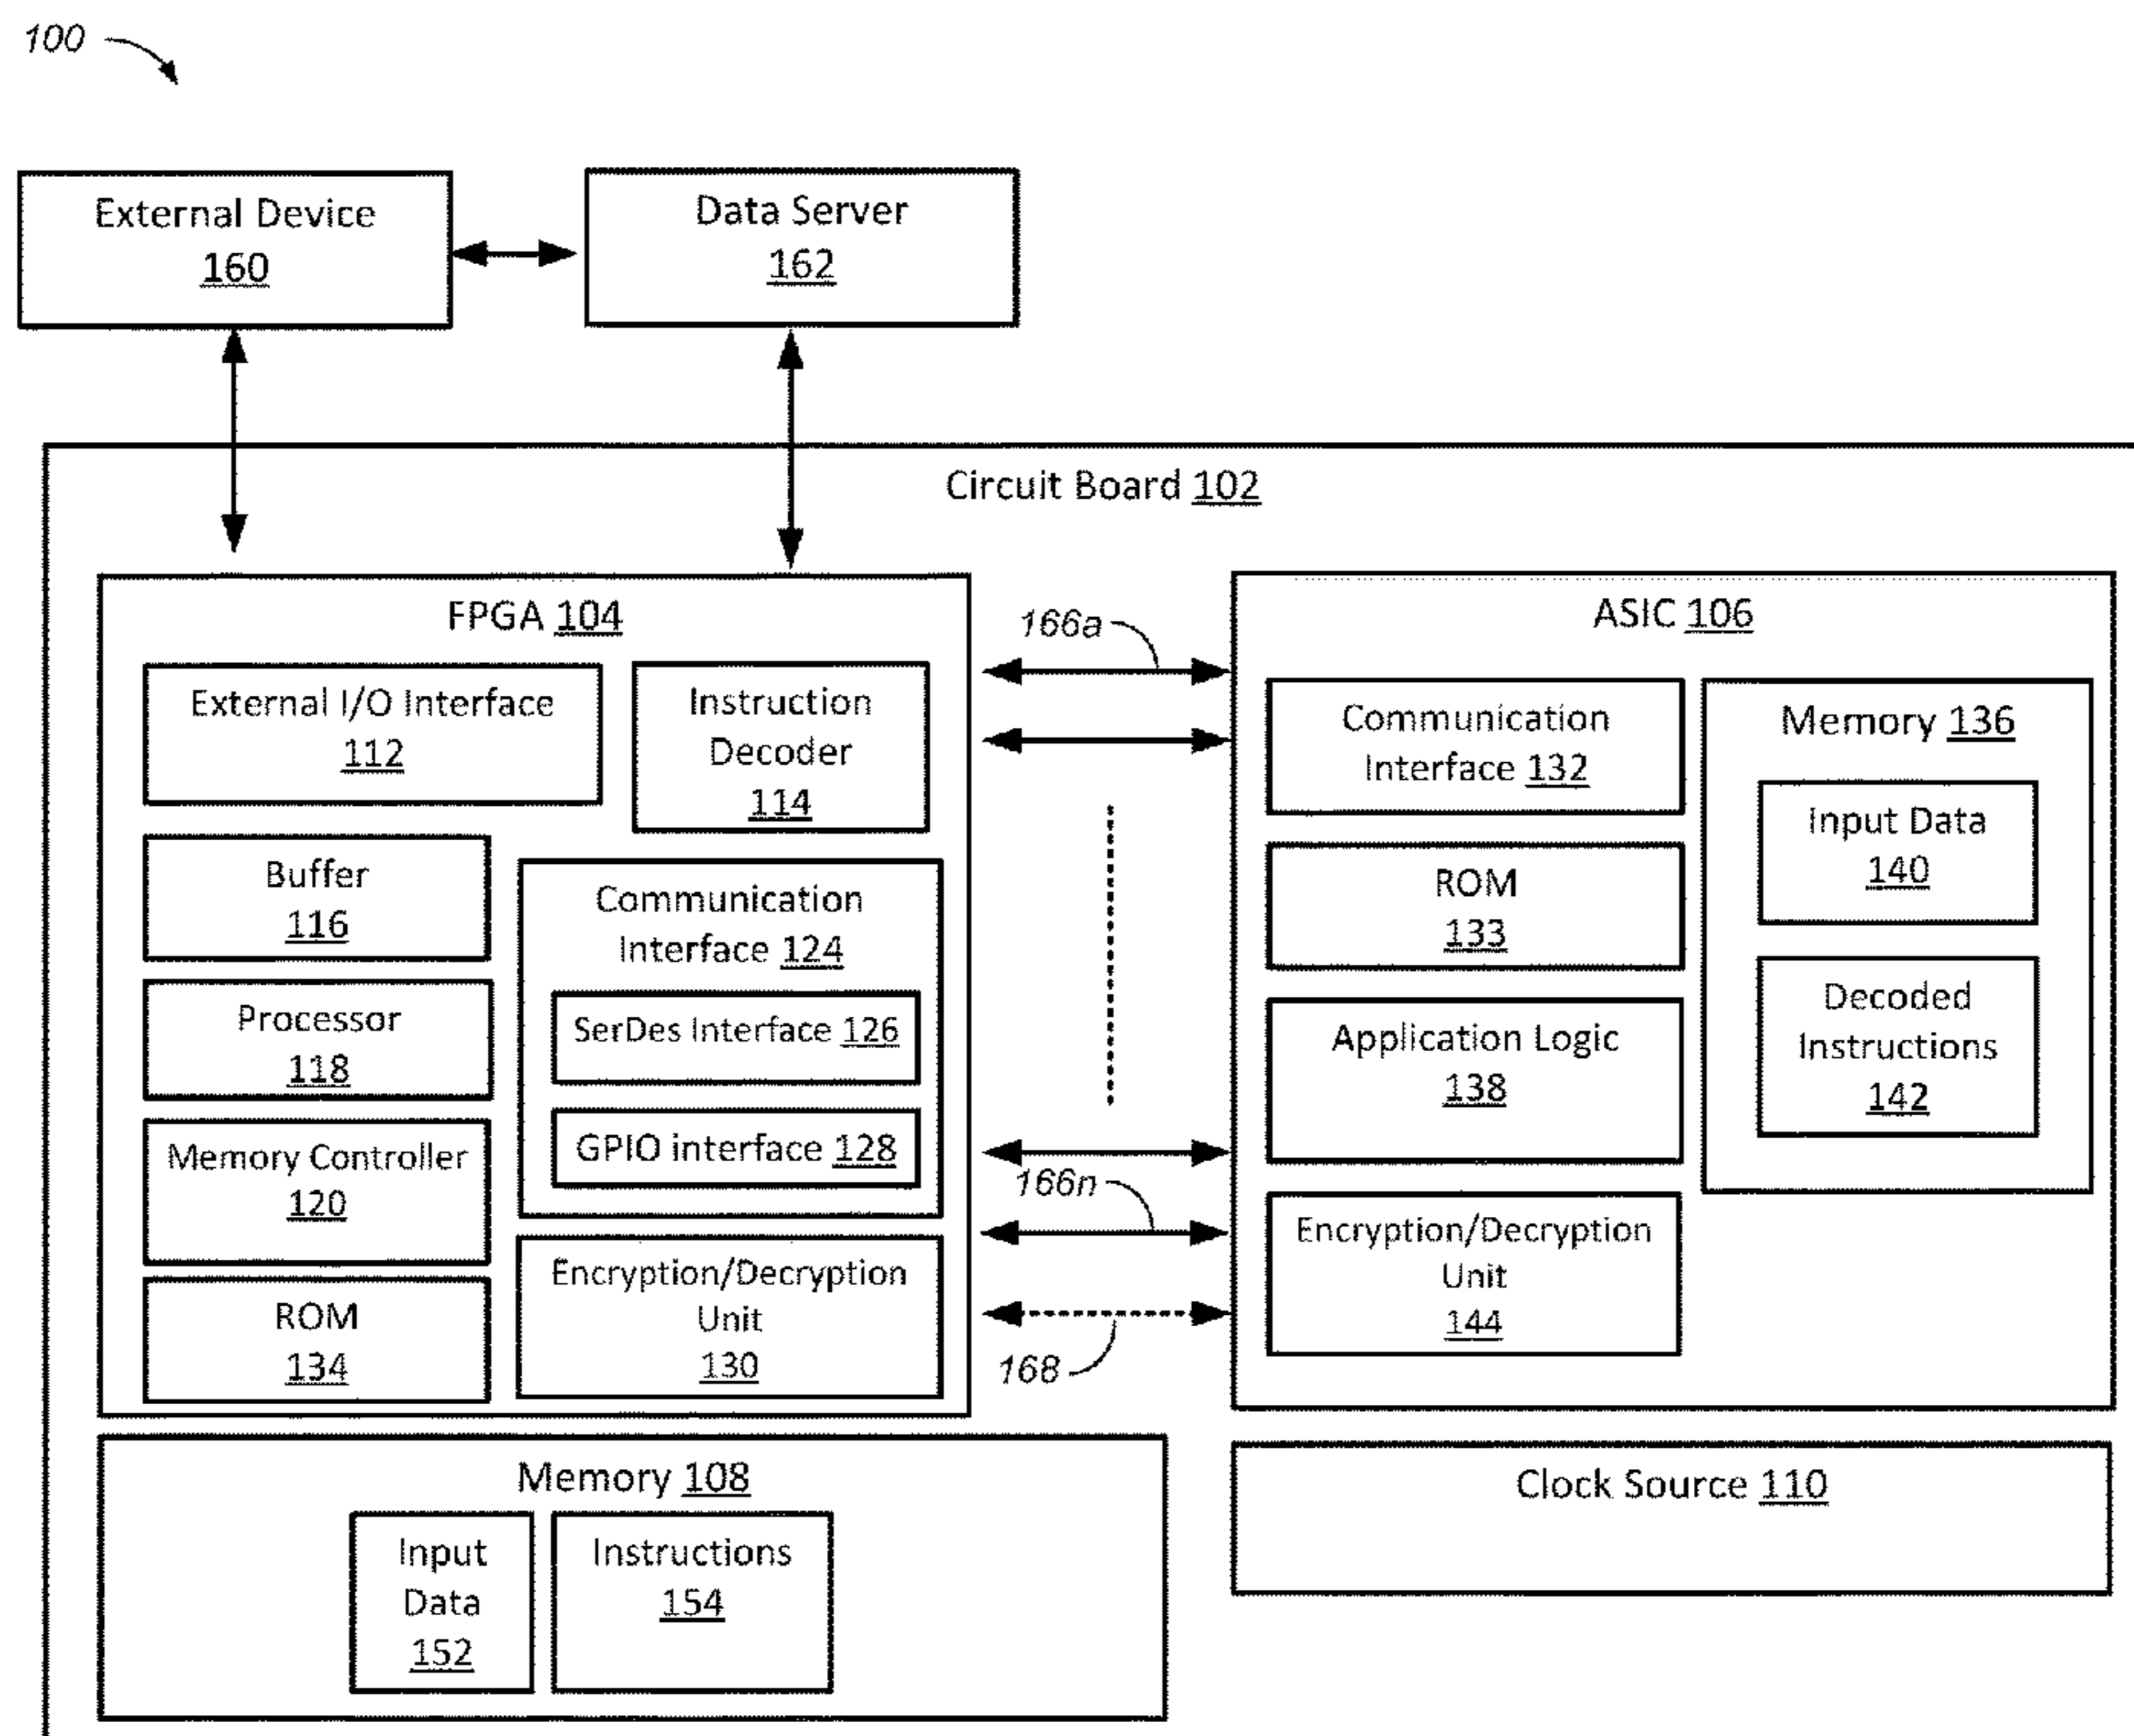 100
External Device
160
Data Server
162
Circuit Board 102
FPGA 104
External I/O Interface
112
Instruction
Decoder
114
Buffer
116
Processor
118
Memory Controller
120
ROM
134
Communication
Interface 124
SerDes Interface 126
GPIO interface 128
Encryption/Decryption
Unit
130
166a
166n
168
ASIC 106
Communication
Interface 132
ROM
133
Application Logic
138
Encryption/Decryption
Unit
144
Memory 136
Input Data
140
Decoded
Instructions
142
Memory 108
Input
Data
152
Instructions
154
Clock Source 110